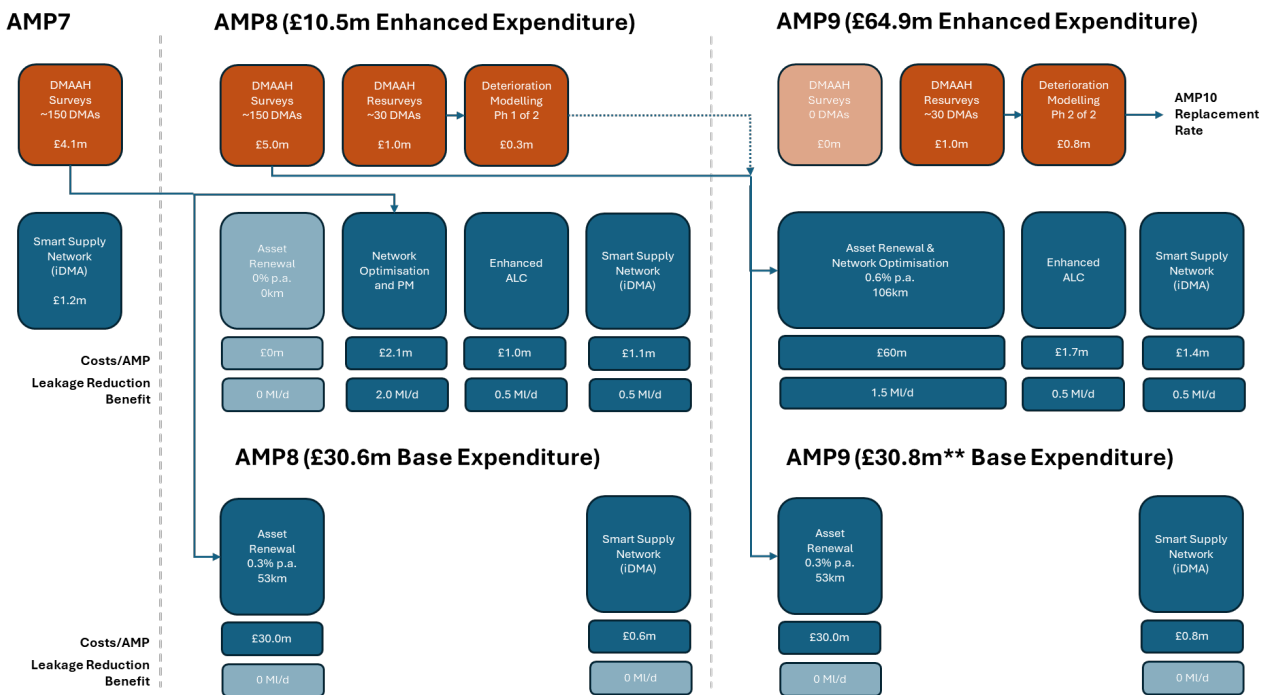 AMP7
AMP8 (£10.5m Enhanced Expenditure)
AMP9 (£64.9m Enhanced Expenditure)
DMAAH
Surveys
~150 DMAs
£4.1m
DMAAH
Surveys
~150 DMAs
£5.0m
DMAAH
Resurveys
~30 DMAs
£1.0m
Deterioration
Modelling
Ph 1 of 2
£0.3m
DMAAH
Surveys
0 DMAs
£0m
DMAAH
Resurveys
~30 DMAs
£1.0m
Deterioration
Modelling
Ph 2 of 2
£0.8m
AMP10
Replacement
Rate
Smart Supply
Network
(iDMA)
£1.2m
Asset
Renewal
0% p.a.
0km
Network
Optimisation
and PM
Enhanced
ALC
Smart Supply
Network
(iDMA)
Asset Renewal &
Network Optimisation
0.6% p.a.
106km
Enhanced
ALC
Smart Supply
Network
(iDMA)
Costs/AMP
£0m
£2.1m
£1.0m
£1.1m
£60m
£1.7m
£1.4m
Leakage Reduction
Benefit
0 Ml/d
2.0 Ml/d
0.5 Ml/d
0.5 Ml/d
1.5 Ml/d
0.5 Ml/d
0.5 Ml/d
AMP8 (£30.6m Base Expenditure)
AMP9 (£30.8m** Base Expenditure)
Asset
Renewal
0.3% p.a.
53km
Smart Supply
Network
(iDMA)
Asset
Renewal
0.3% p.a.
53km
Smart Supply
Network
(iDMA)
Costs/AMP
£30.0m
£0.6m
£30.0m
£0.8m
Leakage Reduction
Benefit
0 Ml/d
0 Ml/d
0 Ml/d
0 Ml/d